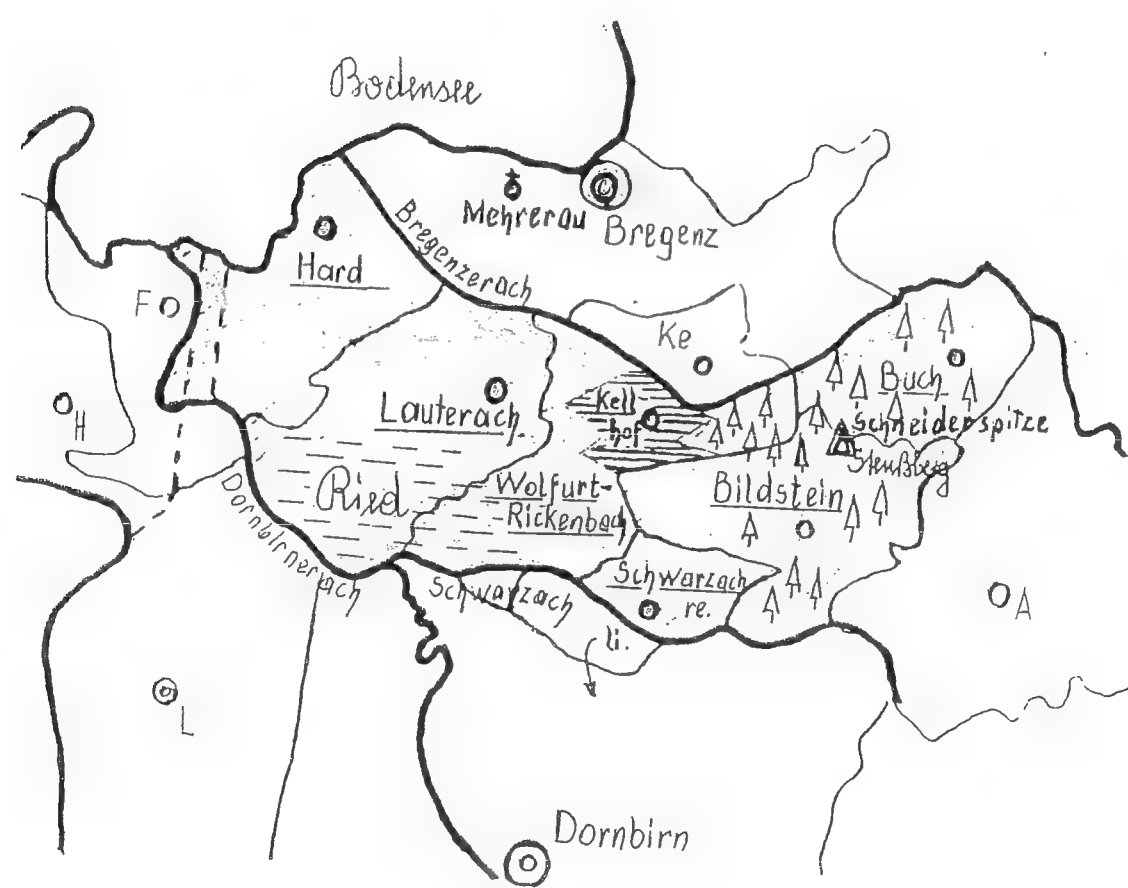 Bodensee
Mehrerau
Bregenz
Bregenzerach
Hard
F
Ke
H
Lauterach
Kell
hof
Buch
Schneiderspitze
Steußberg
Ried
Wolfurt-
Rickenbach
Bildstein
Dornbirnerach
Schwarzach
Schwarzach
re.
li.
A
L
Dornbirn